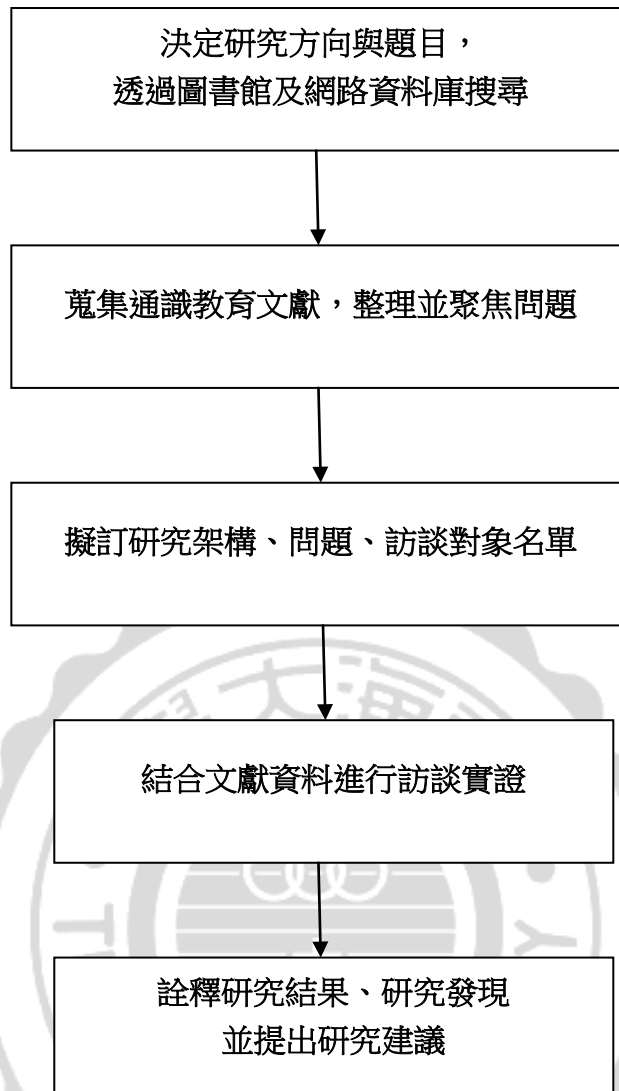 決定研究方向與題目，
透過圖書館及網路資料庫搜尋
蒐集通識教育文獻，整理並聚焦問題
擬訂研究架構、問題、訪談對象名單
結合文獻資料進行訪談實證
詮釋研究結果、研究發現
並提出研究建議